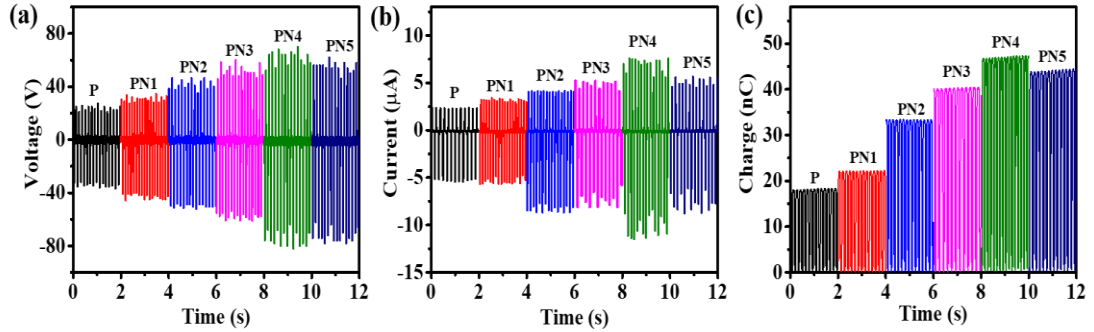 (a)
Voltage (V)
80
40
0
-40
-80
P
PN1
PN2
PN3
PN4
PN5
0 2 4 6 8 10 12
Time (s)
(b)
Current (μA)
10
5
0
-5
-10
-15
P
PN1
PN2
PN3
PN4
PN5
0 2 4 6 8 10 12
Time (s)
(c)
Charge (nC)
50
40
30
20
10
0
P
PN1
PN2
PN3
PN4
PN5
0 2 4 6 8 10 12
Time (s)